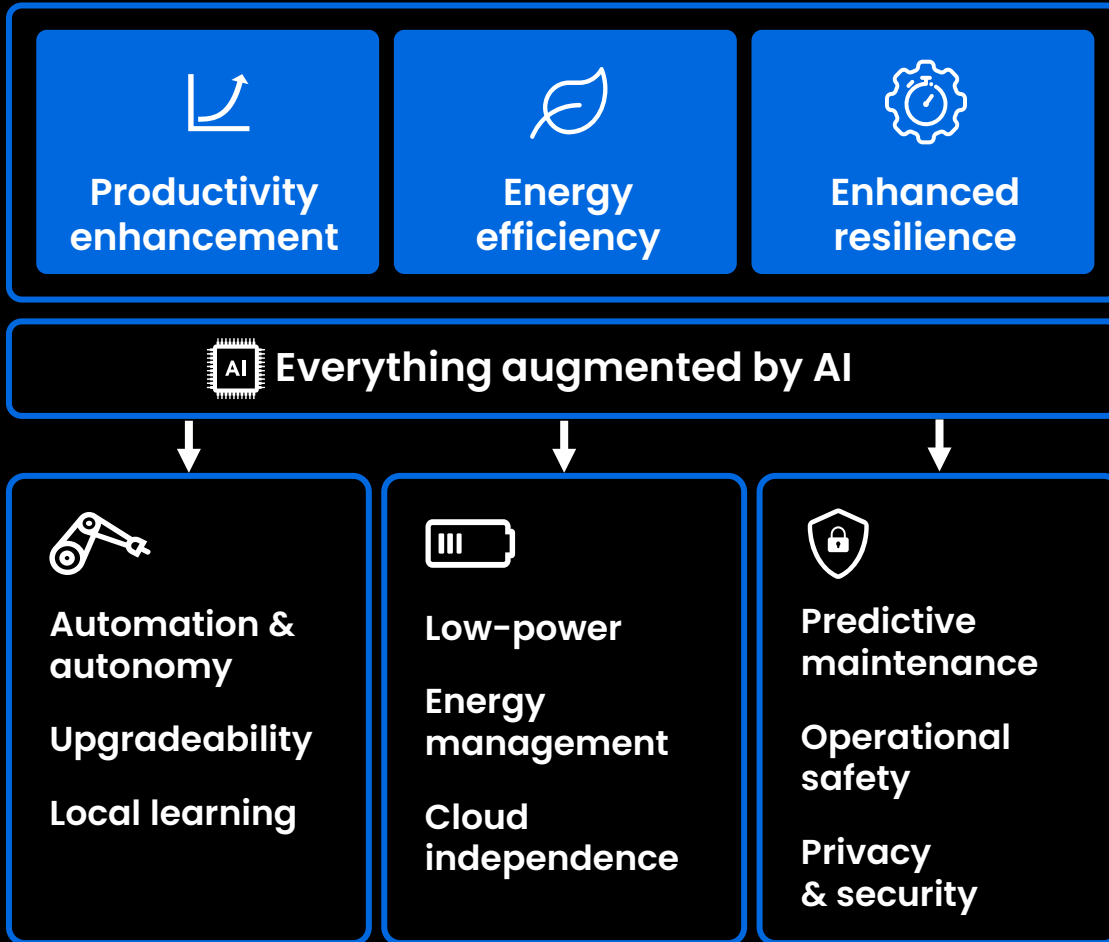 Productivity
enhancement
Energy
efficiency
Enhanced
resilience
AI
Everything augmented by AI
Automation &
autonomy
Upgradeability
Local learning
Low-power
Energy
management
Cloud
independence
Predictive
maintenance
Operational
safety
Privacy
& security